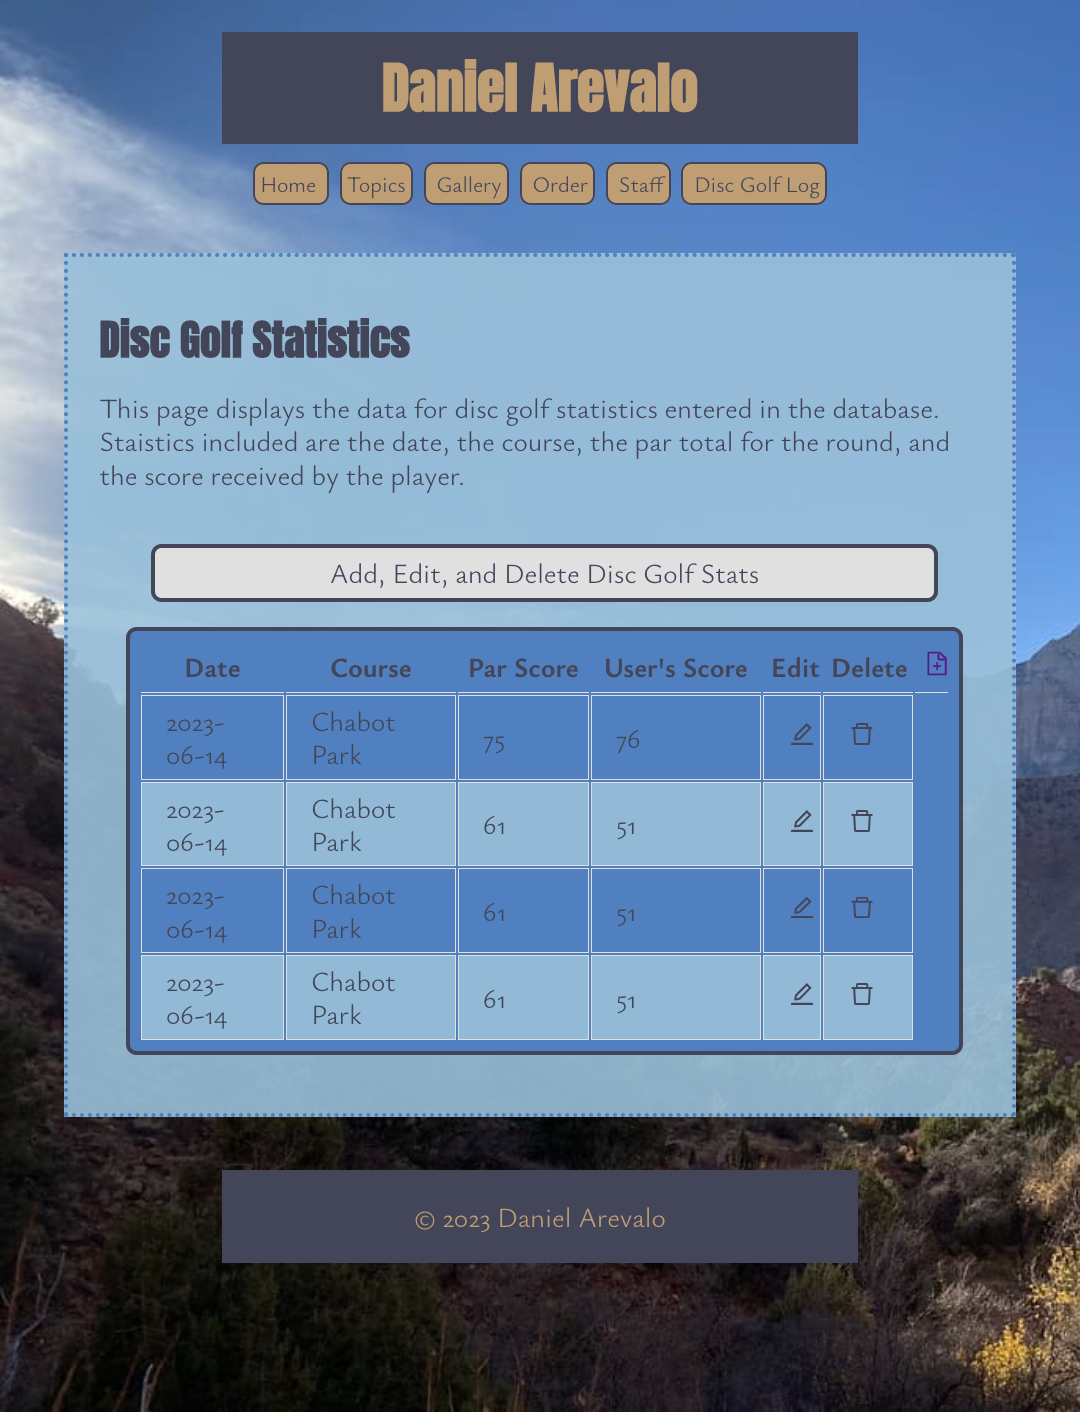 Daniel Arevalo
Home Topics Gallery Order Staff Disc Golf Log
Disc Golf Statistics
This page displays the data for disc golf statistics entered in the database.
Staistics included are the date, the course, the par total for the round, and
the score received by the player.
Add, Edit, and Delete Disc Golf Stats
Date Course Par Score User's Score Edit Delete
2023-
06-14 Chabot
Park 75 76
2023-
06-14 Chabot
Park 61 51
2023-
06-14 Chabot
Park 61 51
2023-
06-14 Chabot
Park 61 51
© 2023 Daniel Arevalo